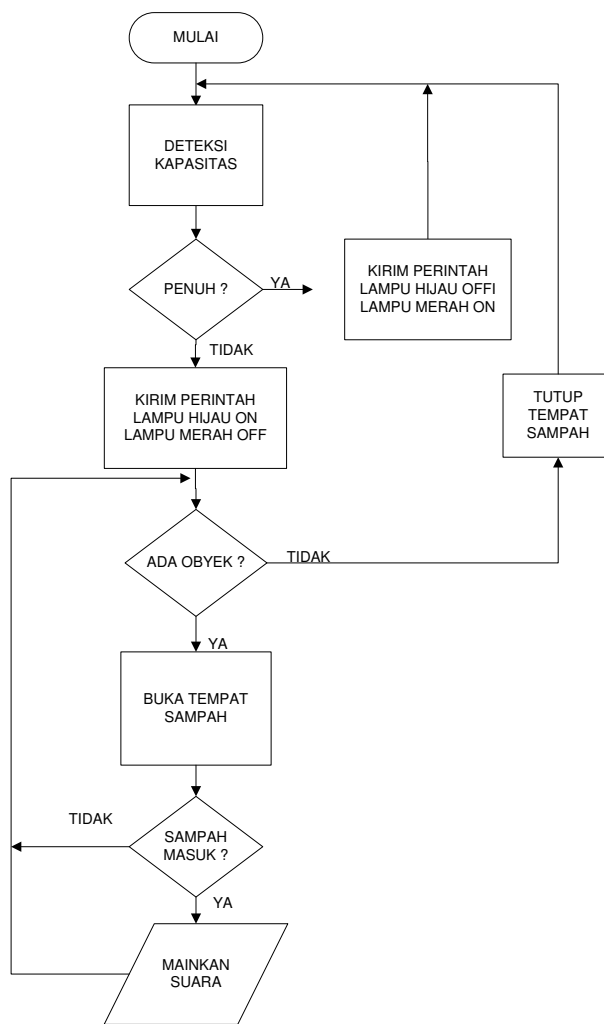 MULAI
DETEKSI
KAPASITAS
PENUH ?
YA
KIRIM PERINTAH
LAMPU HIJAU OFFI
LAMPU MERAH ON
TIDAK
KIRIM PERINTAH
LAMPU HIJAU ON
LAMPU MERAH OFF
TUTUP
TEMPAT
SAMPAH
ADA OBYEK ?
TIDAK
YA
BUKA TEMPAT
SAMPAH
TIDAK
SAMPAH
MASUK ?
YA
MAINKAN
SUARA